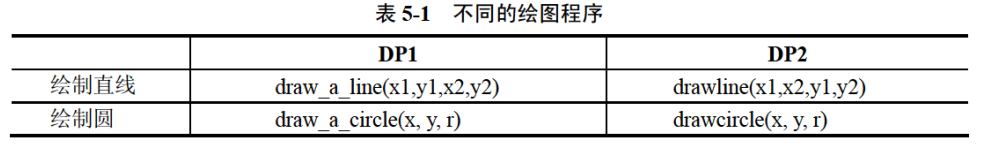 表 5-1 不同的绘图程序
DP1 DP2
绘制直线 draw_a_line(x1,y1,x2,y2) drawline(x1,x2,y1,y2)
绘制圆 draw_a_circle(x, y, r) drawcircle(x, y, r)